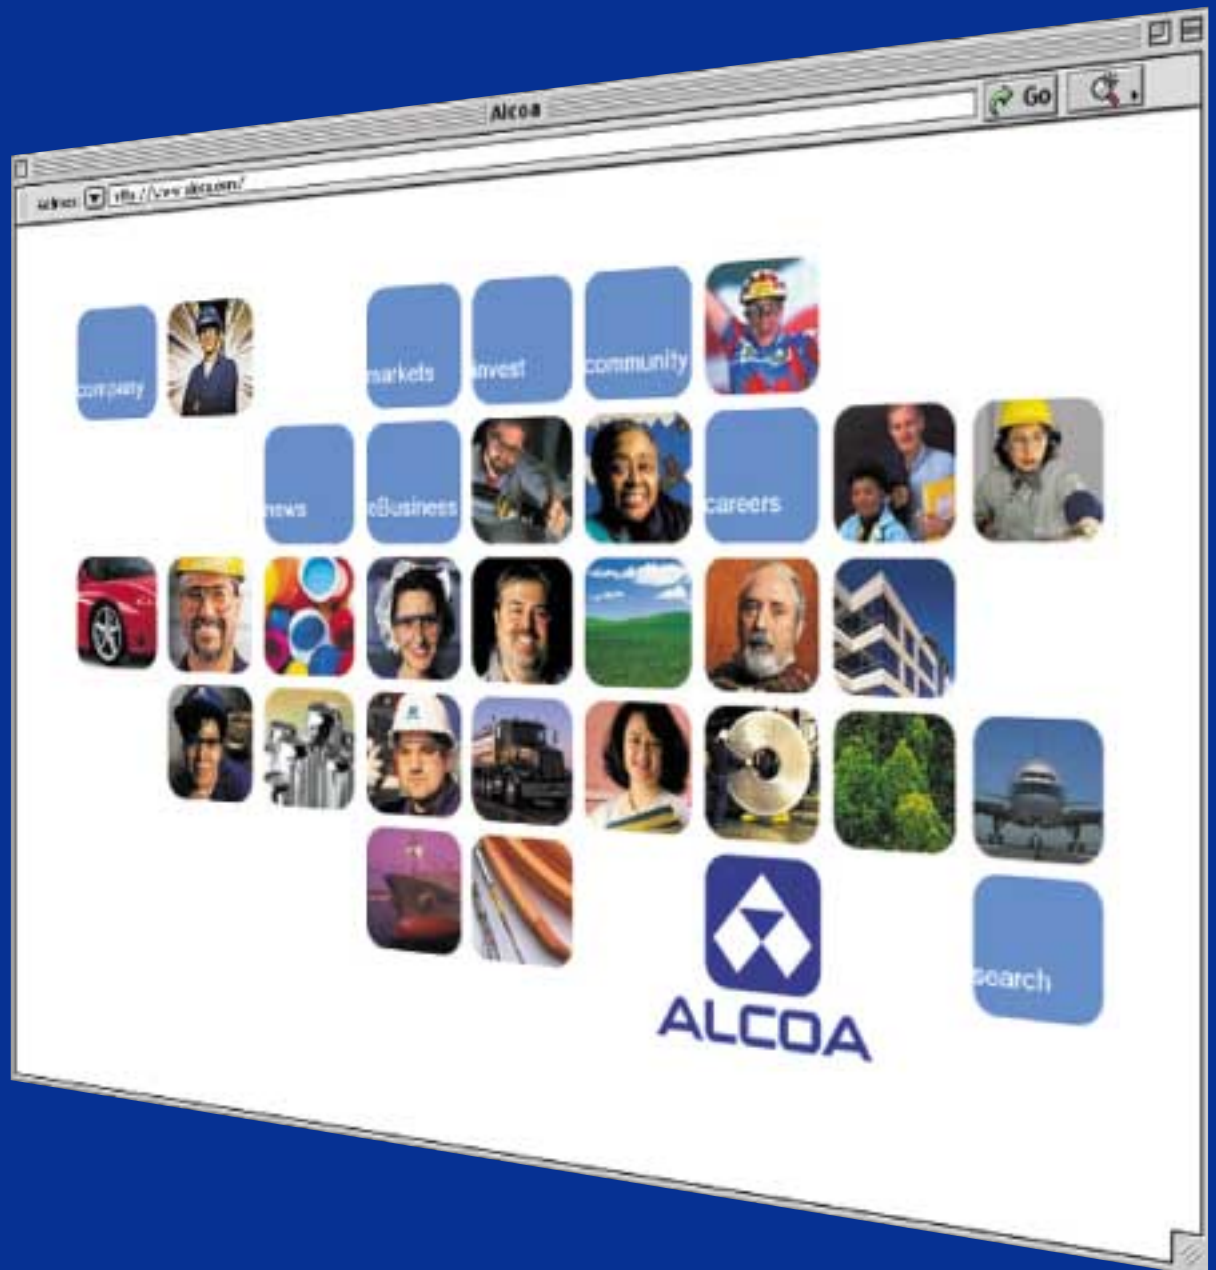 Alcoa
Go
company
markets
invest
community
news
eBusiness
careers
search
ALCOA